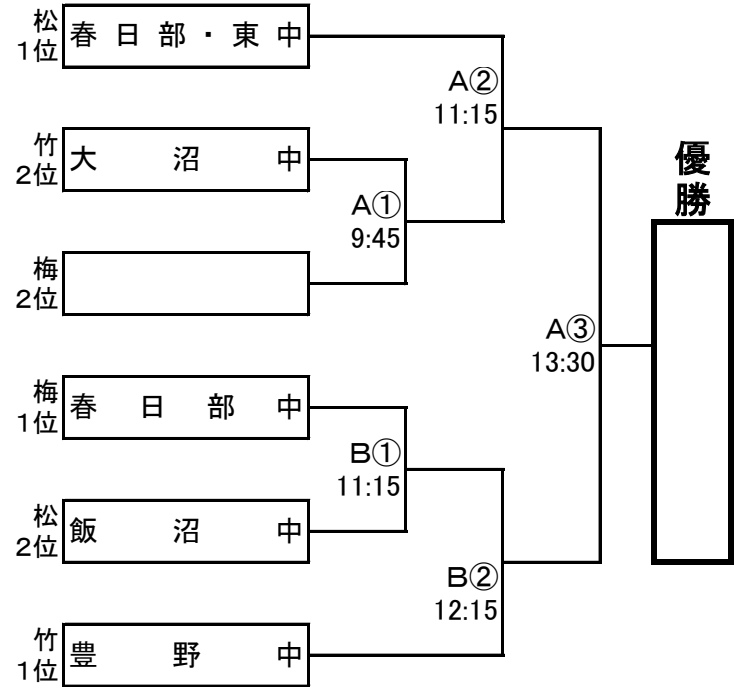 松
1位
春日部・東中
A②
11:15
竹
2位
大沼中
A①
9:45
梅
2位
優勝
A③
13:30
梅
1位
春日部中
B①
11:15
松
2位
飯沼中
B②
12:15
竹
1位
豊野中